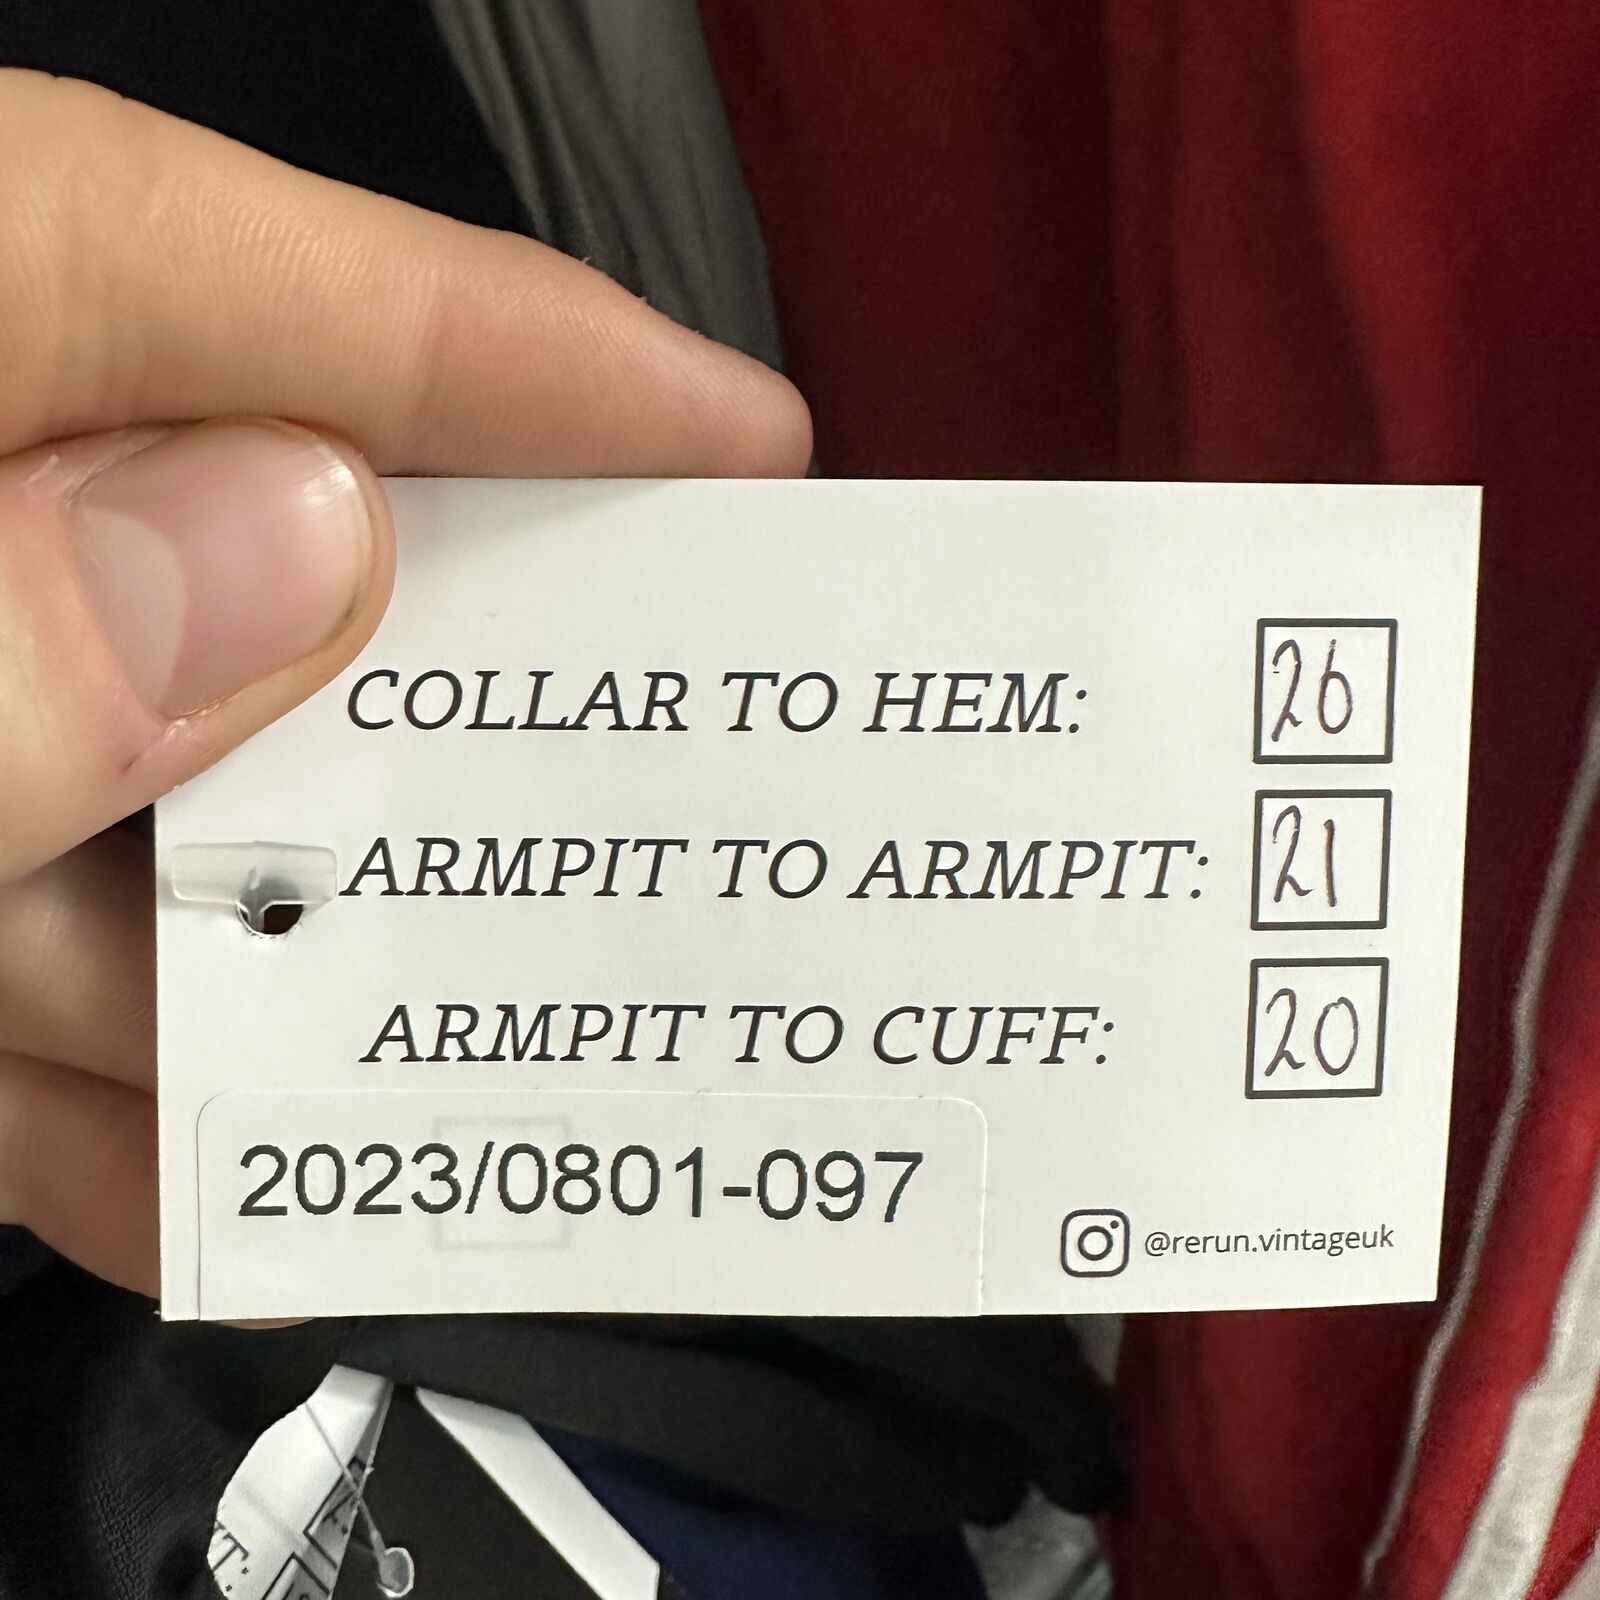 COLLAR TO HEM: 26
ARMPIT TO ARMPIT: 21
ARMPIT TO CUFF: 20
2023/0801-097
@rerun.vintageuk
T: